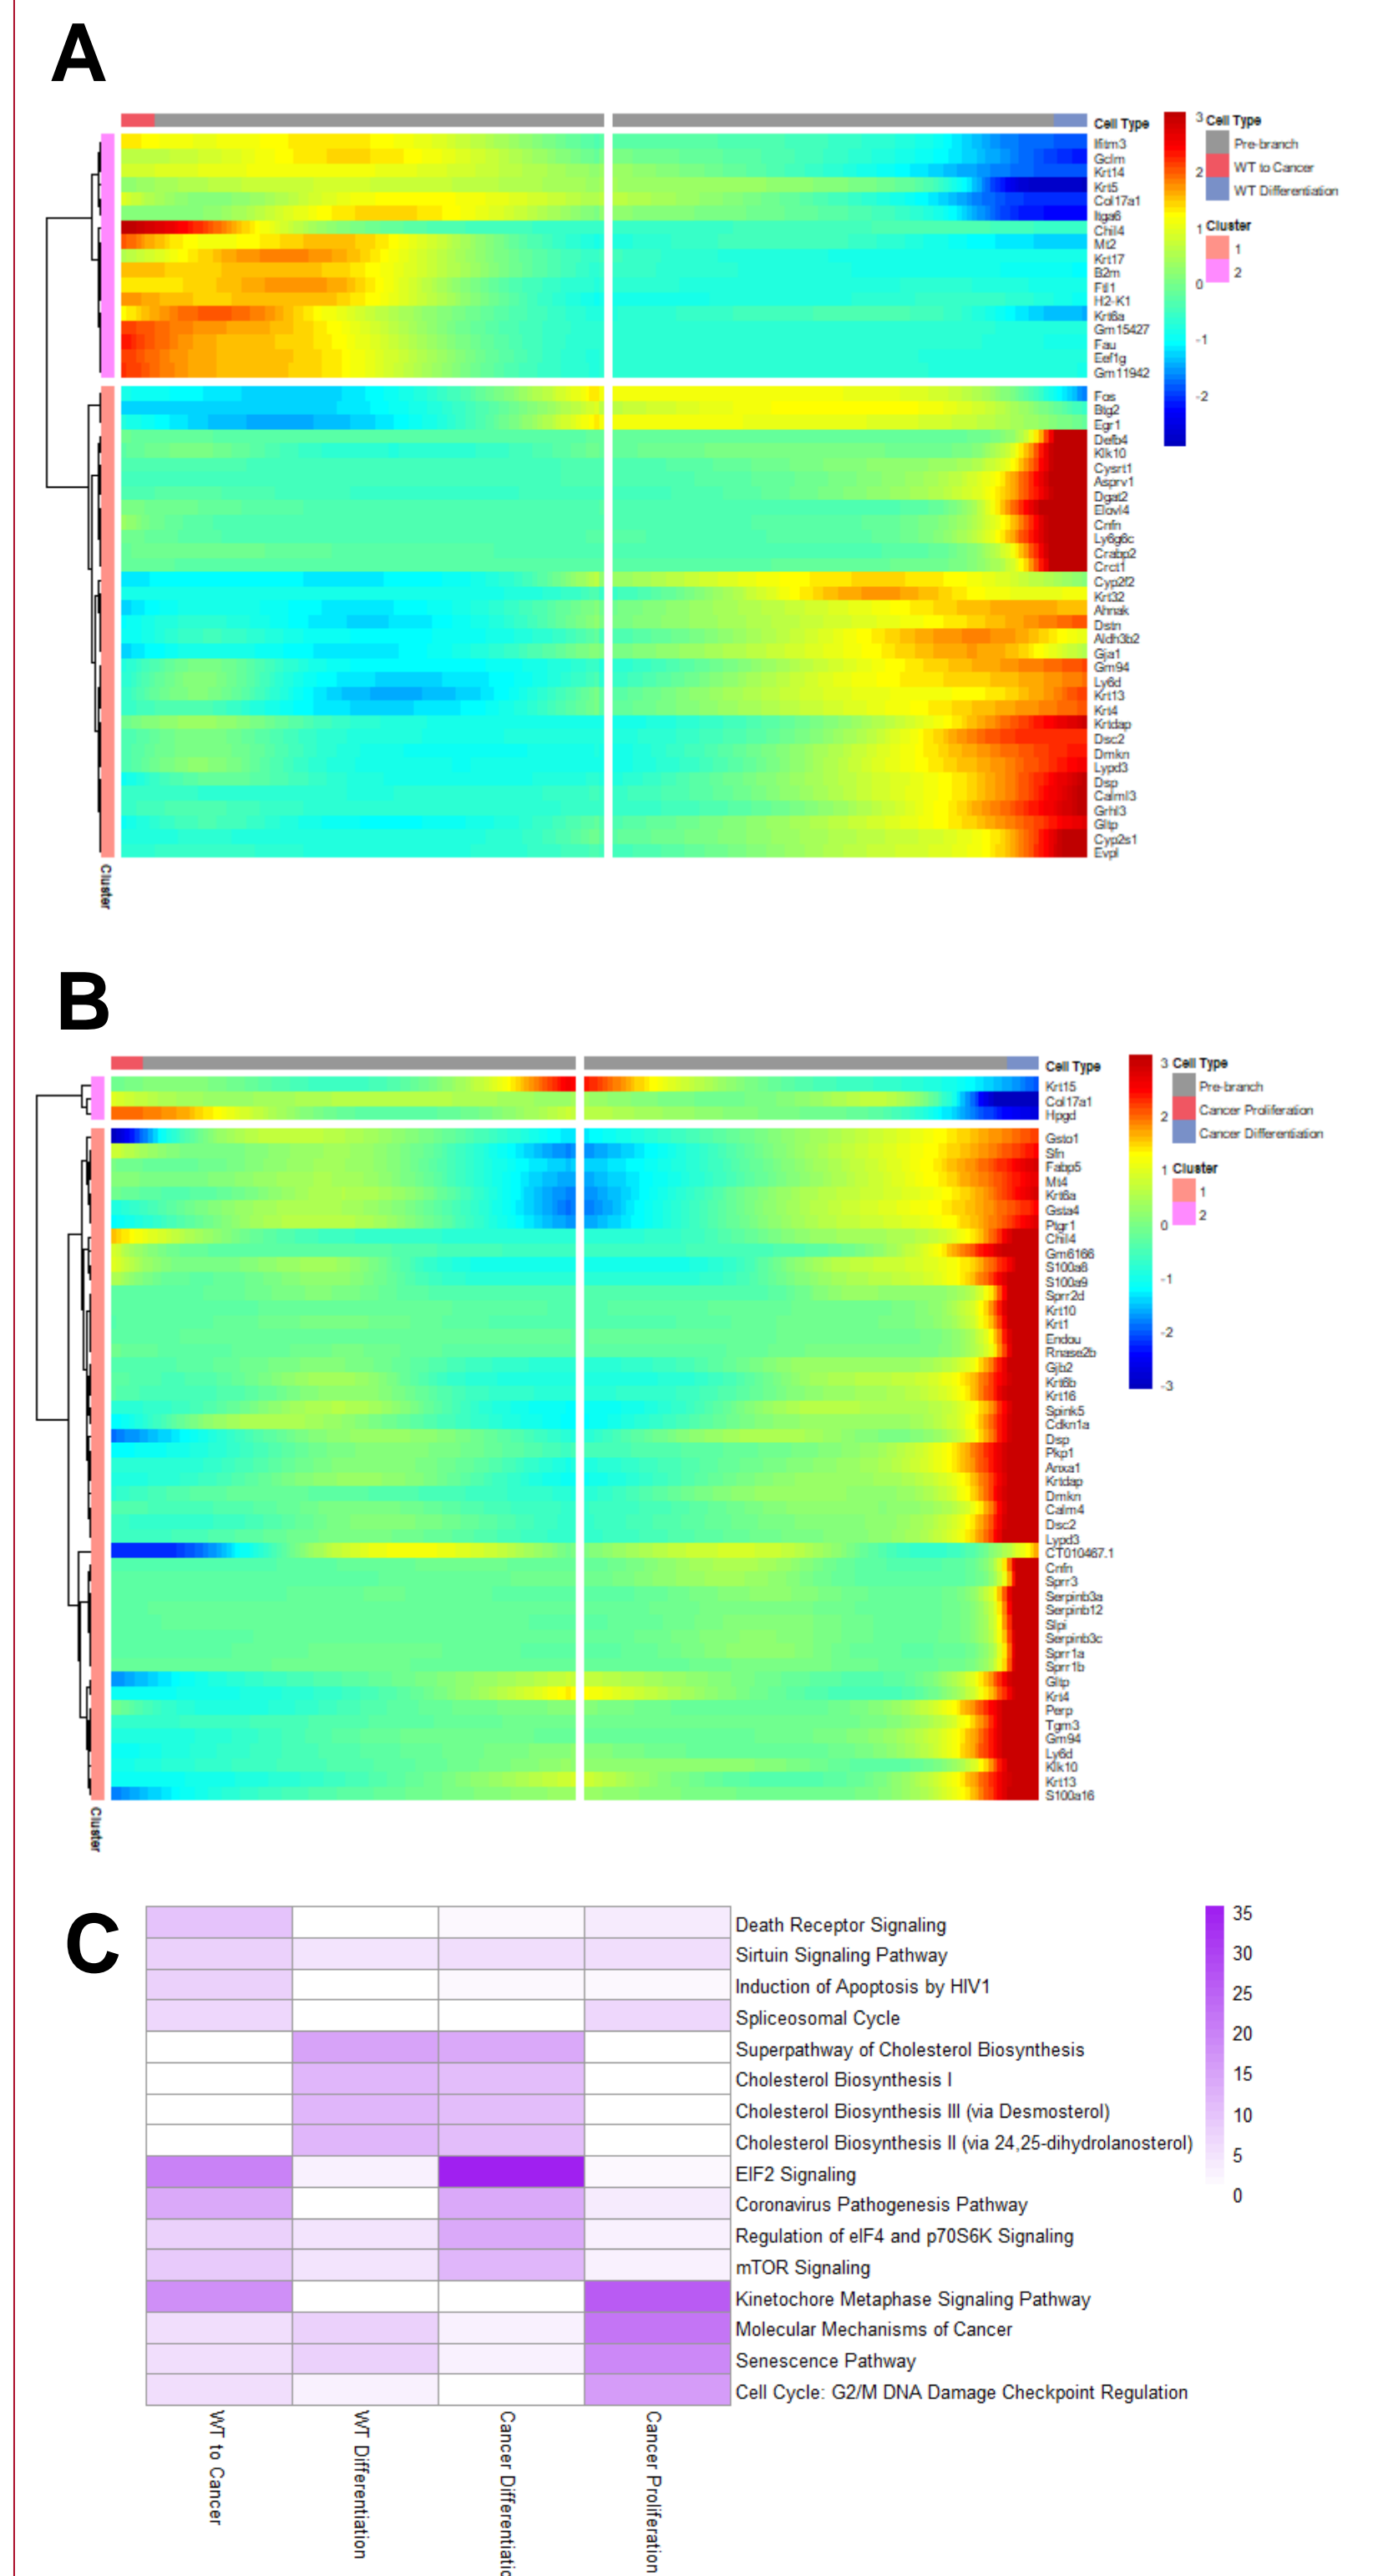 A
Cell Type
Ifitm3
Gclm
Krt14
Krt5
Col17a1
Itga6
Chil4
Mt2
Krt17
B2m
Ftl1
H2-K1
Krt6a
Gm15427
Fau
Eef1g
Gm11942
Fos
Btg2
Egr1
Defb4
Klk10
Cysrt1
Asprv1
Dgat2
Elovl4
Cnfn
Ly6g6c
Crabp2
Crct1
Cyp2f2
Krt32
Ahnak
Dstn
Aldh3b2
Gja1
Gm94
Ly6d
Krt13
Krt4
Krtdap
Dsc2
Dmkn
Lypd3
Dsp
Calml3
Grhl3
Gltp
Cyp2s1
Evpl
3
2
1
0
-1
-2
Cell Type
Pre-branch
WT to Cancer
WT Differentiation
Cluster
1
2
Cluster
B
Cell Type
Krt15
Col17a1
Hpgd
Gsto1
Sfn
Fabp5
Mt4
Krt6a
Gsta4
Ptgr1
Chil4
Gm6166
S100a8
S100a9
Sprr2d
Krt10
Krt1
Endou
Rnase2b
Gjb2
Krt6b
Krt16
Spink5
Cdkn1a
Dsp
Pkp1
Anxa1
Krtdap
Dmkn
Calm4
Dsc2
Lypd3
CT010467.1
Cnfn
Sprr3
Serpinb3a
Serpinb12
Slpi
Serpinb3c
Sprr1a
Sprr1b
Gltp
Krt4
Perp
Tgm3
Gm94
Ly6d
Klk10
Krt13
S100a16
3
2
1
0
-1
-2
-3
Cell Type
Pre-branch
Cancer Proliferation
Cancer Differentiation
Cluster
1
2
Cluster
C
Death Receptor Signaling
Sirtuin Signaling Pathway
Induction of Apoptosis by HIV1
Spliceosomal Cycle
Superpathway of Cholesterol Biosynthesis
Cholesterol Biosynthesis I
Cholesterol Biosynthesis III (via Desmosterol)
Cholesterol Biosynthesis II (via 24,25-dihydrolanosterol)
EIF2 Signaling
Coronavirus Pathogenesis Pathway
Regulation of eIF4 and p70S6K Signaling
mTOR Signaling
Kinetochore Metaphase Signaling Pathway
Molecular Mechanisms of Cancer
Senescence Pathway
Cell Cycle: G2/M DNA Damage Checkpoint Regulation
35
30
25
20
15
10
5
0
WT to Cancer
WT Differentiation
Cancer Differentiatic
Cancer Proliferation